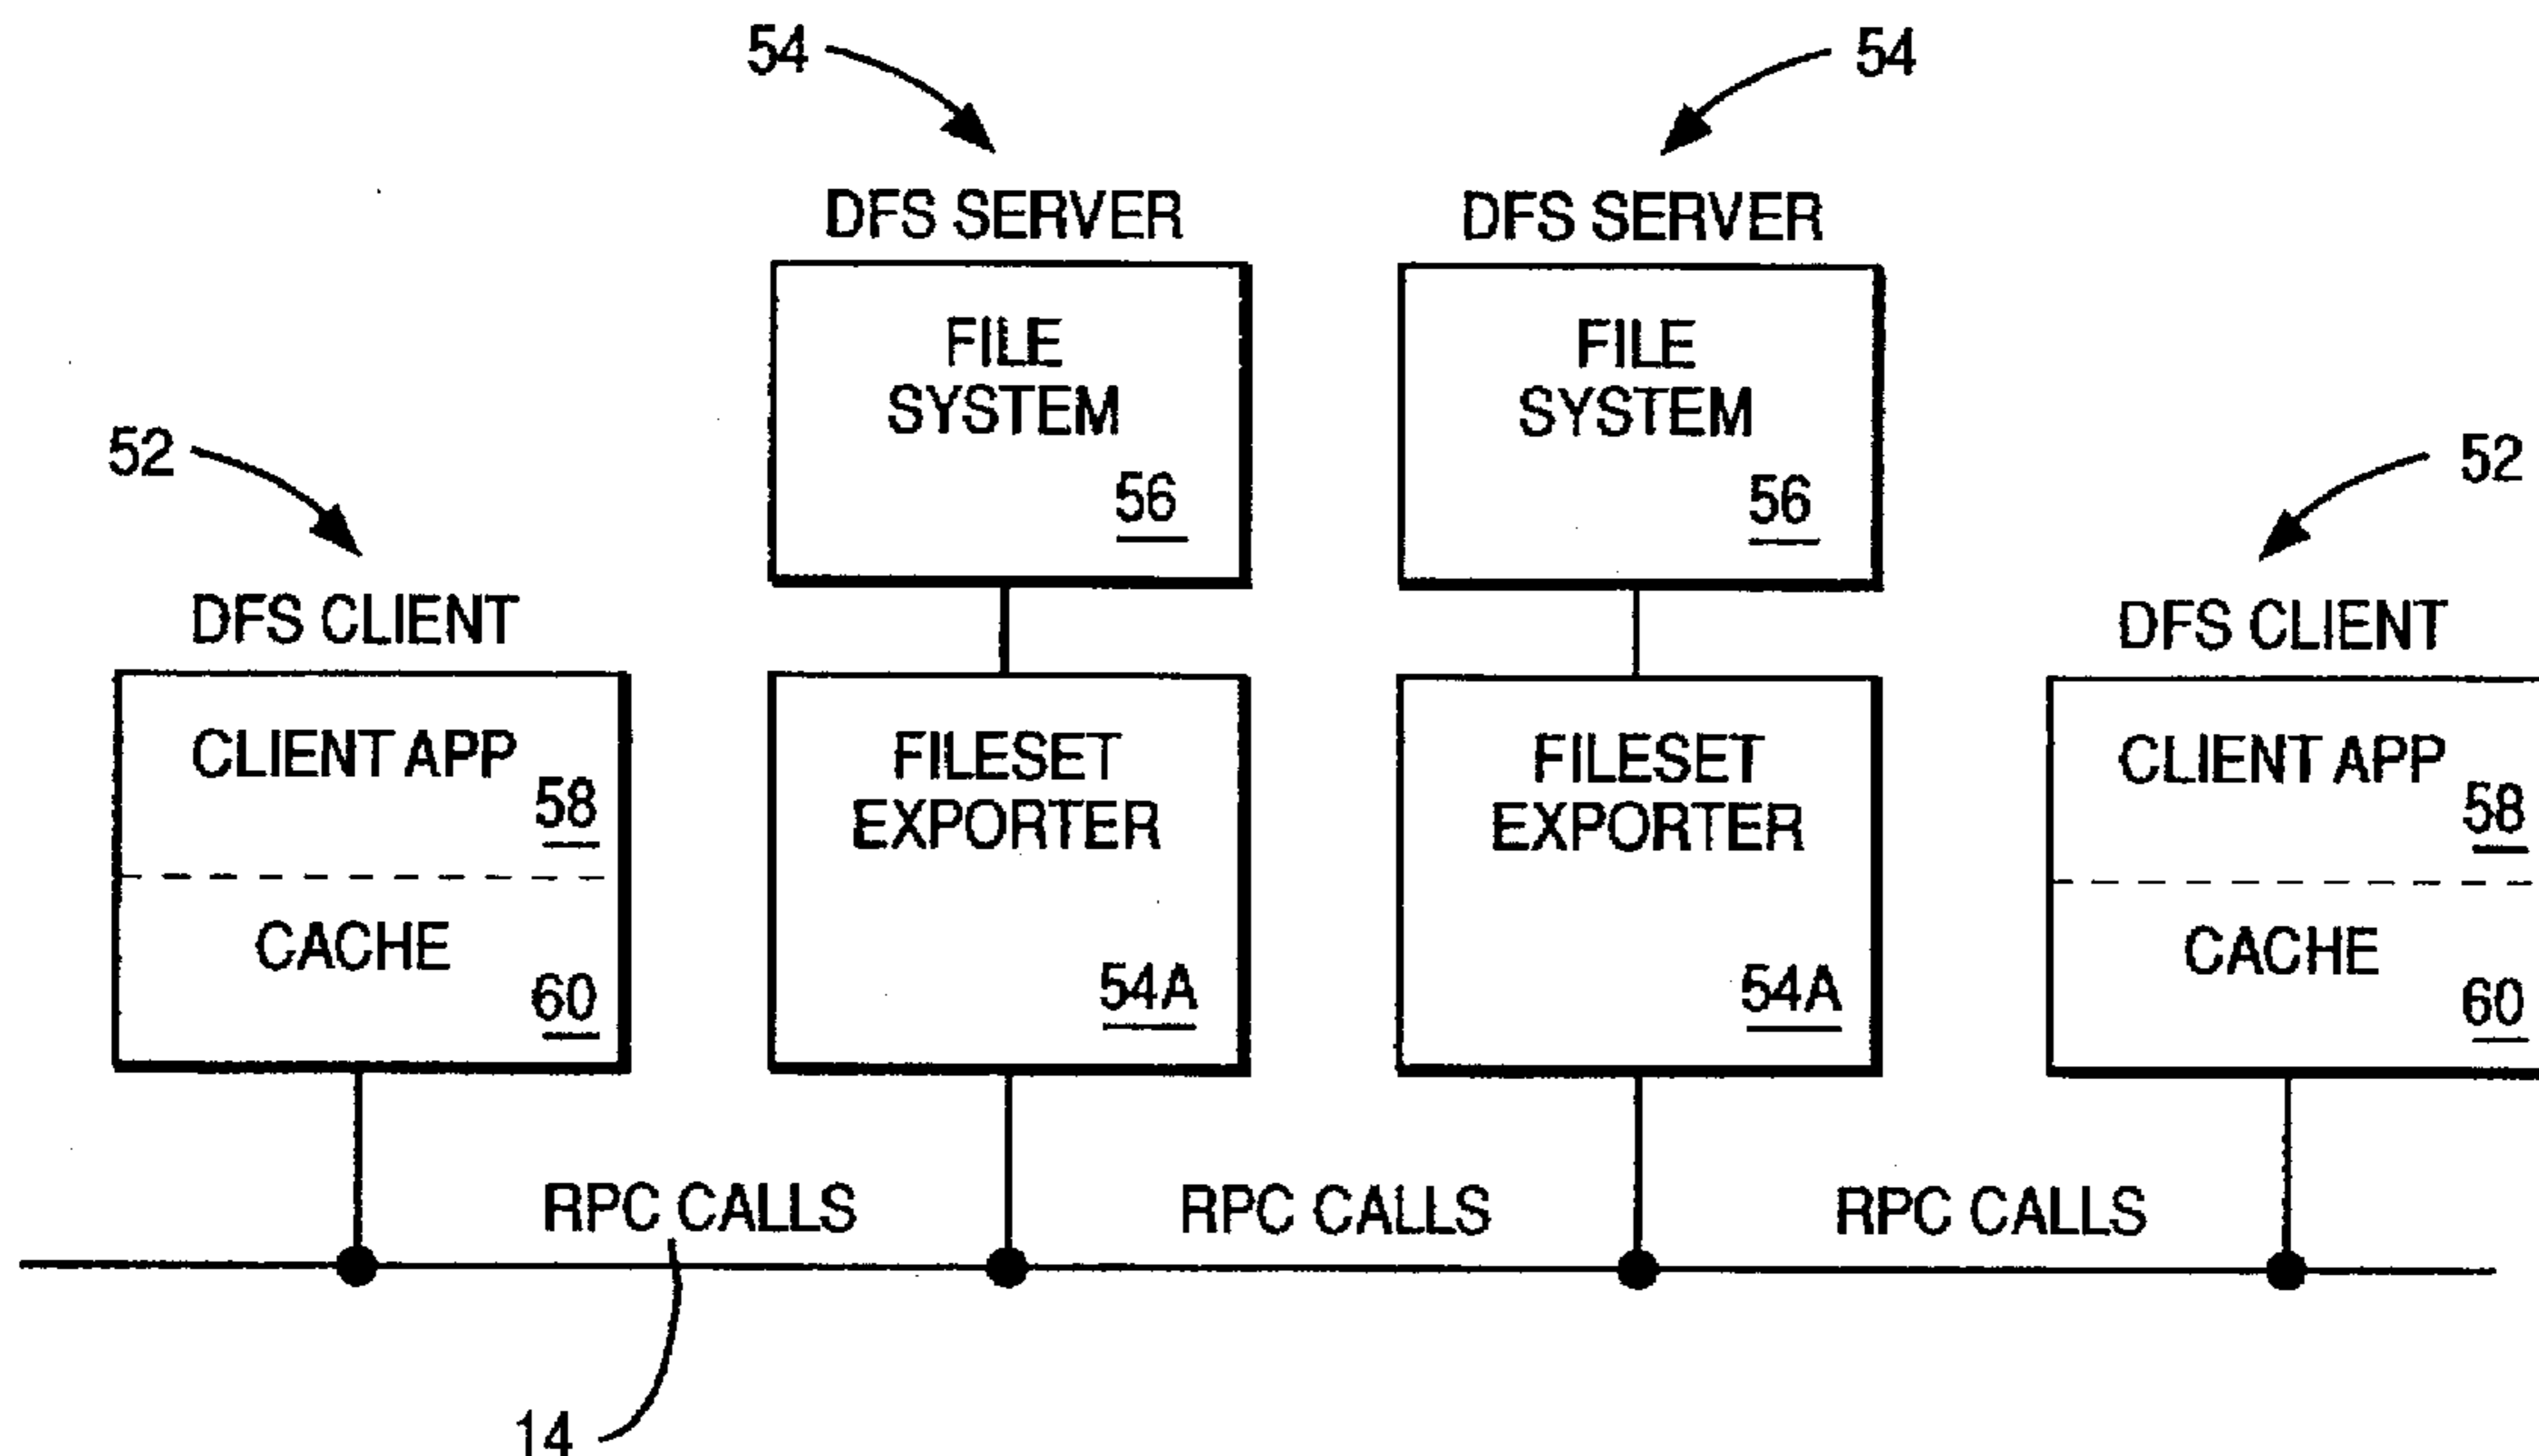 54
54
DFS SERVER
DFS SERVER
FILE
SYSTEM
56
FILE
SYSTEM
56
52
52
DFS CLIENT
DFS CLIENT
CLIENT APP
58
CACHE
60
FILESET
EXPORTER
54A
FILESET
EXPORTER
54A
CLIENT APP
58
CACHE
60
RPC CALLS
RPC CALLS
RPC CALLS
14